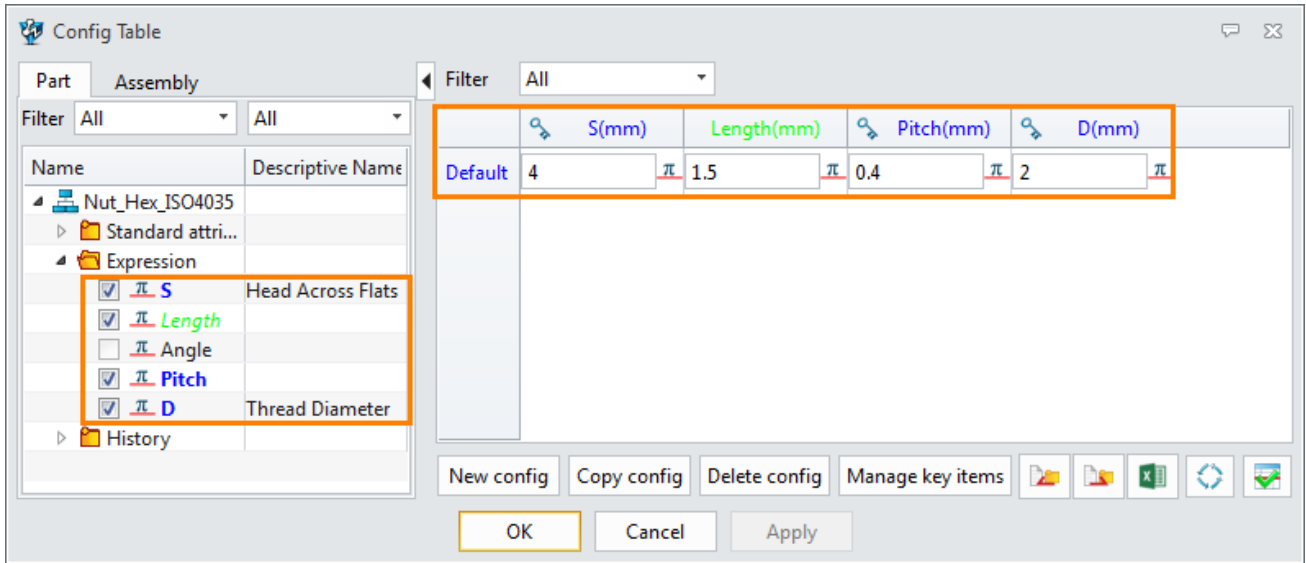 Config Table
Part Assembly
Filter All All
Name Descriptive Name
Nut_Hex_ISO4035
Standard attri...
Expression
π S Head Across Flats
π Length
π Angle
π Pitch
π D Thread Diameter
History
Filter All
S(mm) Length(mm) Pitch(mm) D(mm)
Default 4 π 1.5 π 0.4 π 2 π
New config Copy config Delete config Manage key items
OK Cancel Apply